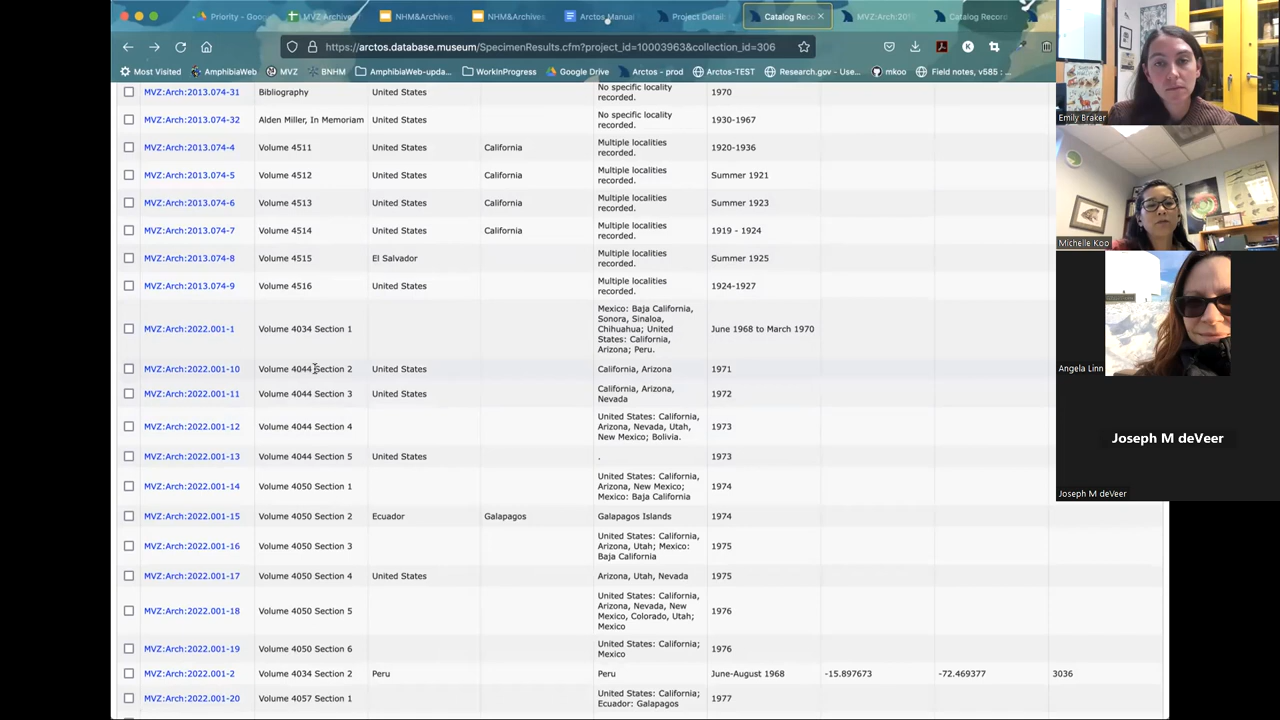 Priority - Goo
MVZ Archive
NHM&Archives.
NHM&Archives.
Arctos Manual
Project Detail
Catalog Reco
MVZ:Arch:201
Catalog Record
https://arctos.database.museum/SpecimenResults.cfm?project_id=10003963&collection_id=306
Most Visited AmphibiaWeb MVZ BNHM AmphibiaWeb-upda... WorkInProgress Google Drive Arctos - prod Arctos-TEST Research.gov - Use... mkoo Field notes, v585 : ...
MVZ:Arch:2013.074-31 Bibliography United States No specific locality recorded. 1970
MVZ:Arch:2013.074-32 Alden Miller, In Memoriam United States No specific locality recorded. 1930-1967
MVZ:Arch:2013.074-4 Volume 4511 United States California Multiple localities recorded. 1920-1936
MVZ:Arch:2013.074-5 Volume 4512 United States California Multiple localities recorded. Summer 1921
MVZ:Arch:2013.074-6 Volume 4513 United States California Multiple localities recorded. Summer 1923
MVZ:Arch:2013.074-7 Volume 4514 United States California Multiple localities recorded. 1919 - 1924
MVZ:Arch:2013.074-8 Volume 4515 El Salvador Multiple localities recorded. Summer 1925
MVZ:Arch:2013.074-9 Volume 4516 United States Multiple localities recorded. 1924-1927
MVZ:Arch:2022.001-1 Volume 4034 Section 1 Mexico: Baja California, Sonora, Sinaloa, Chihuahua; United States: California, Arizona; Peru. June 1968 to March 1970
MVZ:Arch:2022.001-10 Volume 4044 Section 2 United States California, Arizona 1971
MVZ:Arch:2022.001-11 Volume 4044 Section 3 United States California, Arizona, Nevada 1972
MVZ:Arch:2022.001-12 Volume 4044 Section 4 United States: California, Arizona, Nevada, Utah, New Mexico; Bolivia. 1973
MVZ:Arch:2022.001-13 Volume 4044 Section 5 United States . 1973
MVZ:Arch:2022.001-14 Volume 4050 Section 1 United States: California, Arizona, New Mexico; Mexico: Baja California 1974
MVZ:Arch:2022.001-15 Volume 4050 Section 2 Ecuador Galapagos Galapagos Islands 1974
MVZ:Arch:2022.001-16 Volume 4050 Section 3 United States: California, Arizona, Utah; Mexico: Baja California 1975
MVZ:Arch:2022.001-17 Volume 4050 Section 4 United States Arizona, Utah, Nevada 1975
MVZ:Arch:2022.001-18 Volume 4050 Section 5 United States: California, Arizona, Nevada, New Mexico, Colorado, Utah; Mexico 1976
MVZ:Arch:2022.001-19 Volume 4050 Section 6 United States: California; Mexico 1976
MVZ:Arch:2022.001-2 Volume 4034 Section 2 Peru Peru June-August 1968 -15.897673 -72.469377 3036
MVZ:Arch:2022.001-20 Volume 4057 Section 1 United States: California; Ecuador: Galapagos 1977
Emily Braker
Michelle Koo
Angela Linn
Joseph M deVeer
Joseph M deVeer